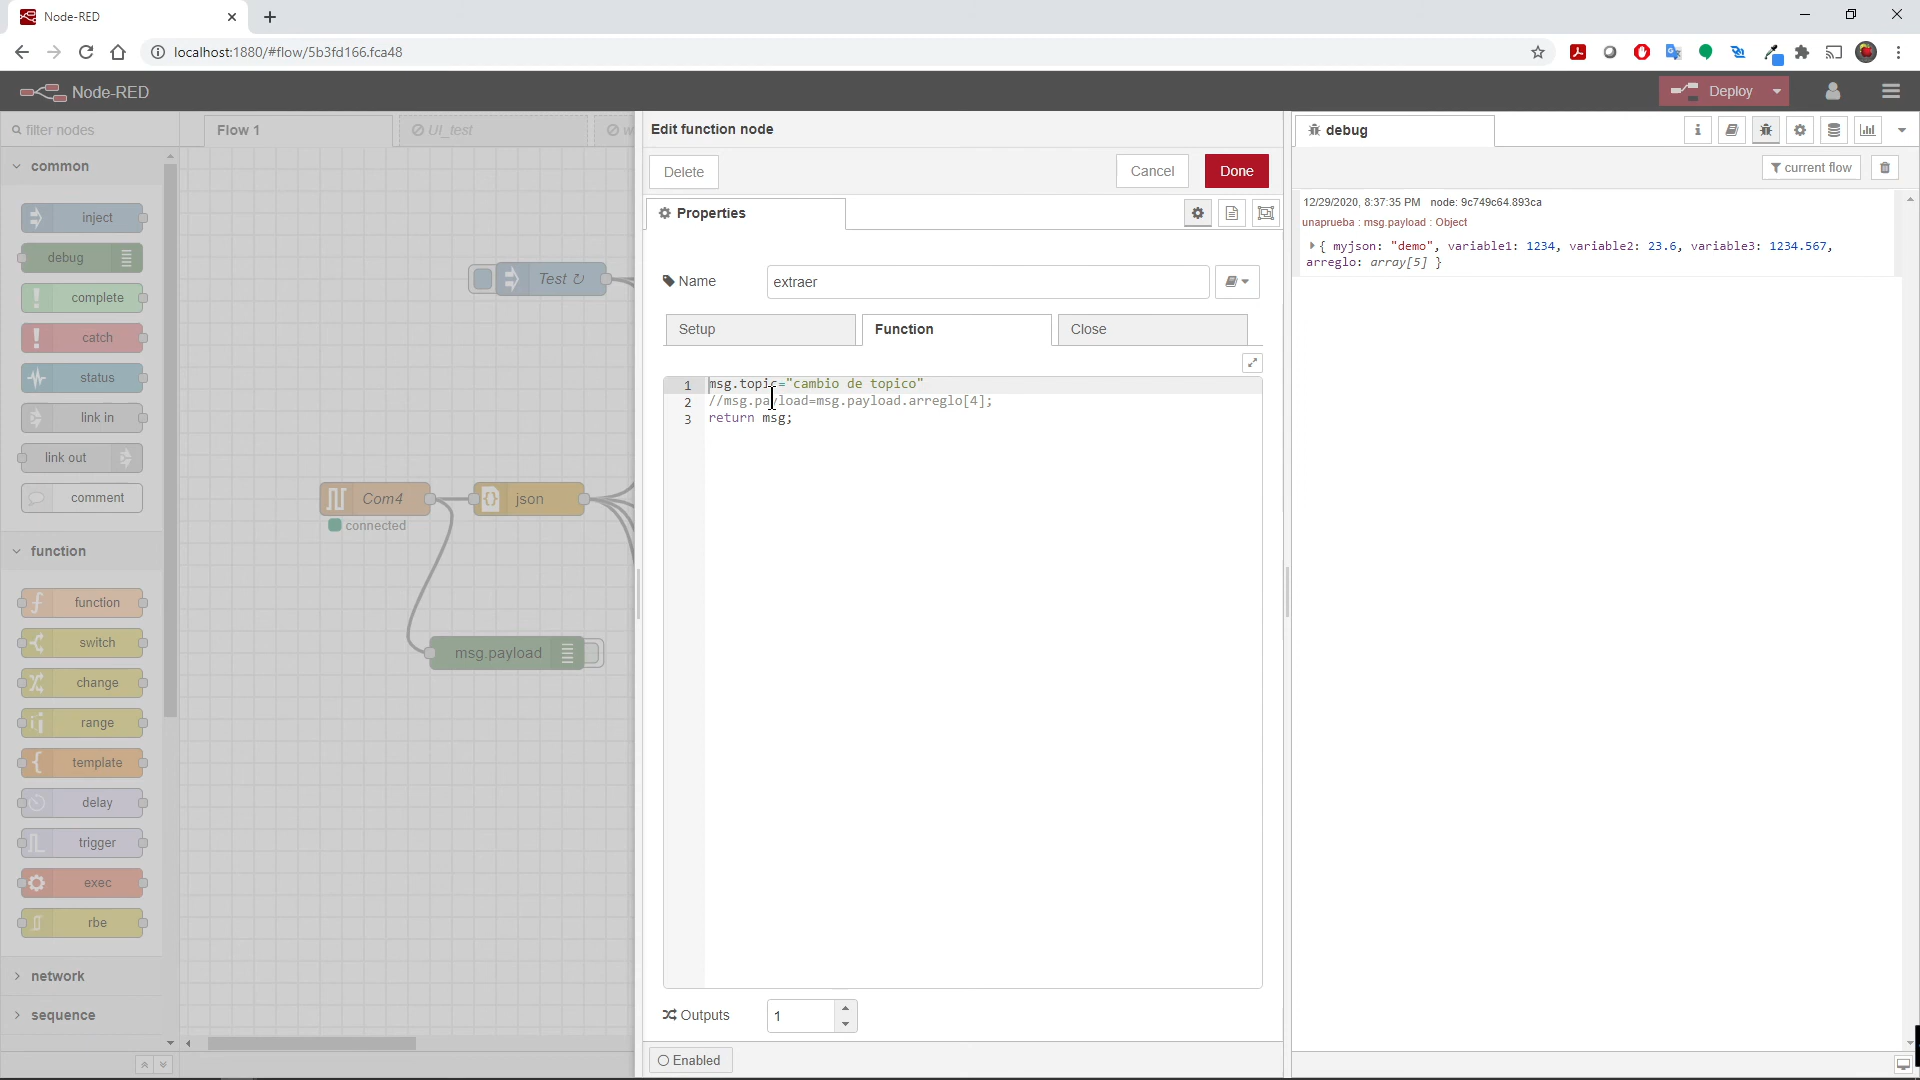 Node-RED
localhost:1880/#flow/5b3fd166.fca48
Node-RED
Deploy
filter nodes
common
inject
debug
complete
catch
status
link in
link out
comment
function
function
switch
change
range
template
delay
trigger
exec
rbe
network
sequence
Flow 1
UI_test
Test ↻
Com4
connected
json
msg.payload
Edit function node
Delete
Cancel
Done
Properties
Name
extraer
Setup
Function
Close
1 msg.topic="cambio de topico"
2 //msg.payload=msg.payload.arreglo[4];
3 return msg;
Outputs
1
Enabled
debug
current flow
12/29/2020, 8:37:35 PM node: 9c749c64.893ca
unaprueba : msg.payload : Object
{ myjson: "demo", variable1: 1234, variable2: 23.6, variable3: 1234.567,
arreglo: array[5] }